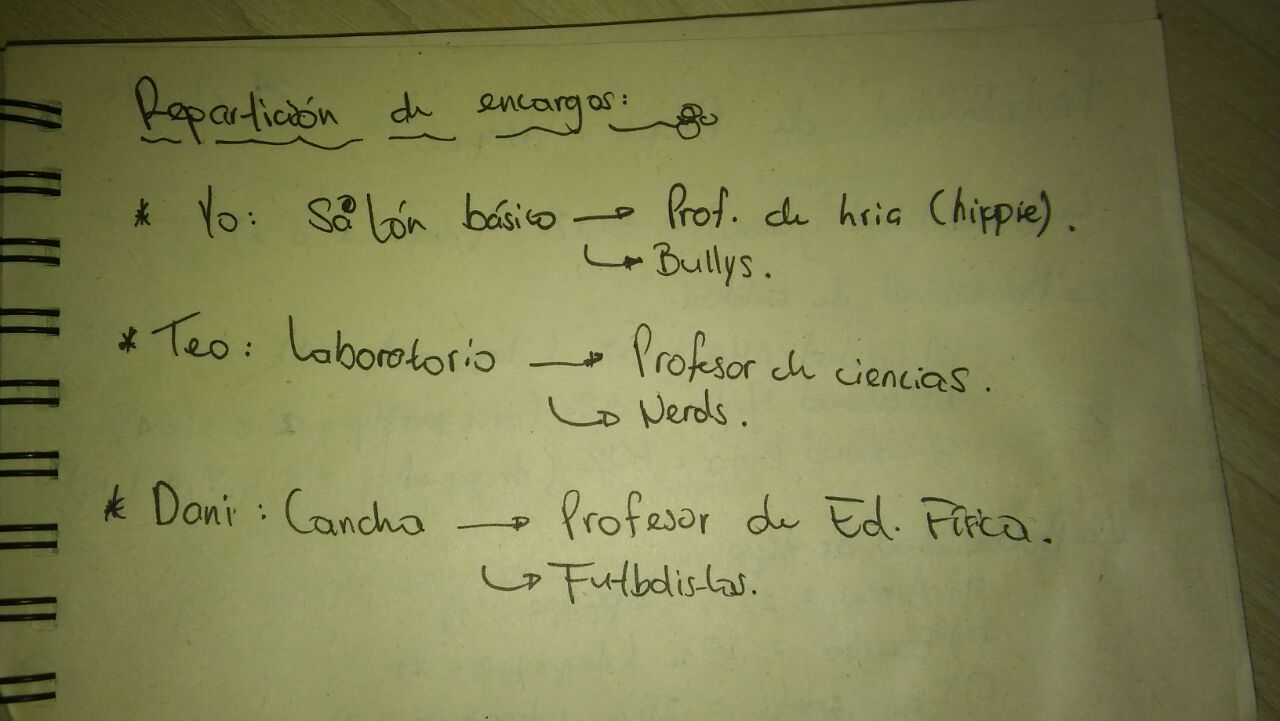 Repartición de encargos:
* Yo: Salón básico → Prof. de hria (hippie).
↳ Bullys.
* Teo: Laboratorio → Profesor de ciencias.
↳ Nerds.
* Dani: Cancha → Profesor de Ed. Física.
↳ Futbolistas.